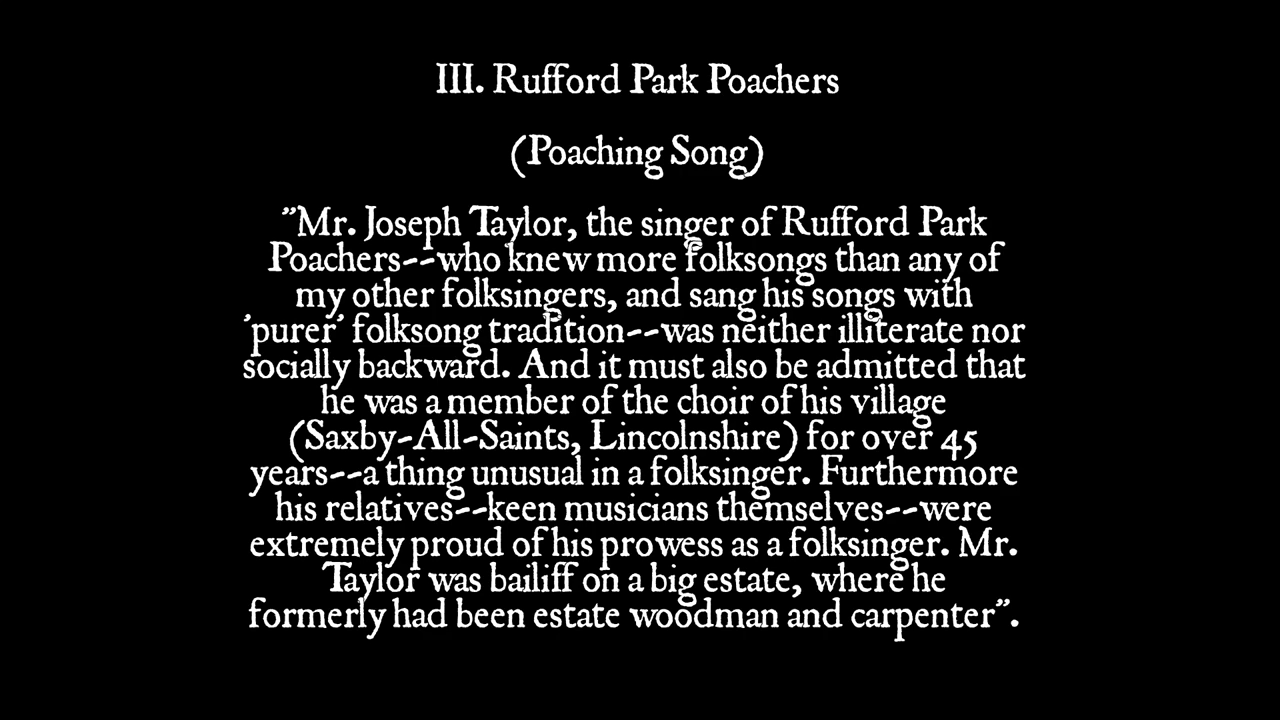 III. Rufford Park Poachers
(Poaching Song)
"Mr. Joseph Taylor, the singer of Rufford Park
Poachers--who knew more folksongs than any of
my other folksingers, and sang his songs with
'purer' folksong tradition--was neither illiterate nor
socially backward. And it must also be admitted that
he was a member of the choir of his village
(Saxby-All-Saints, Lincolnshire) for over 45
years--a thing unusual in a folksinger. Furthermore
his relatives--keen musicians themselves--were
extremely proud of his prowess as a folksinger. Mr.
Taylor was bailiff on a big estate, where he
formerly had been estate woodman and carpenter".